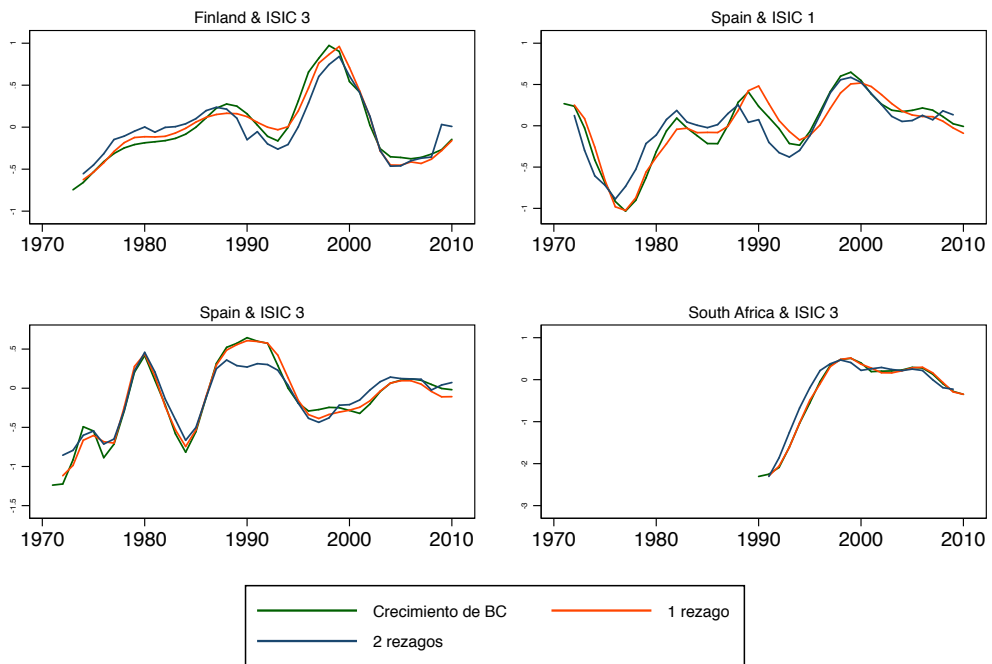 Finland & ISIC 3
1
.5
0
-.5
-1
1970 1980 1990 2000 2010
Spain & ISIC 1
1
.5
0
-.5
-1
1970 1980 1990 2000 2010
Spain & ISIC 3
.5
0
-.5
-1
-1.5
1970 1980 1990 2000 2010
South Africa & ISIC 3
1
0
-1
-2
-3
1970 1980 1990 2000 2010
Crecimiento de BC 1 rezago
2 rezagos